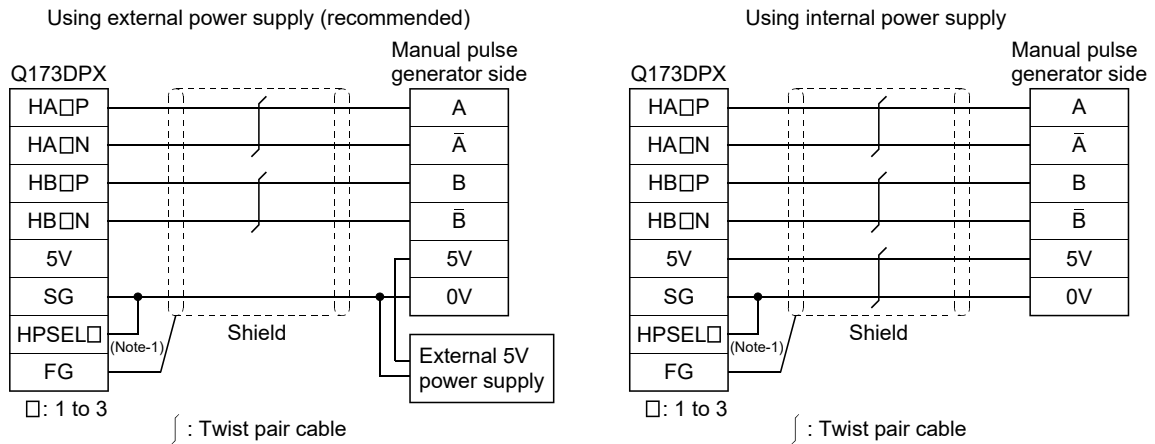 Using external power supply (recommended)
Manual pulse
generator side
Q173DPX
HA□P
A
HA□N
A̅
HB□P
B
HB□N
B̅
5V
5V
SG
0V
HPSEL□
(Note-1)
Shield
FG
External 5V
power supply
□: 1 to 3
⌠: Twist pair cable
Using internal power supply
Manual pulse
generator side
Q173DPX
HA□P
A
HA□N
A̅
HB□P
B
HB□N
B̅
5V
5V
SG
0V
HPSEL□
(Note-1)
Shield
FG
□: 1 to 3
⌠: Twist pair cable